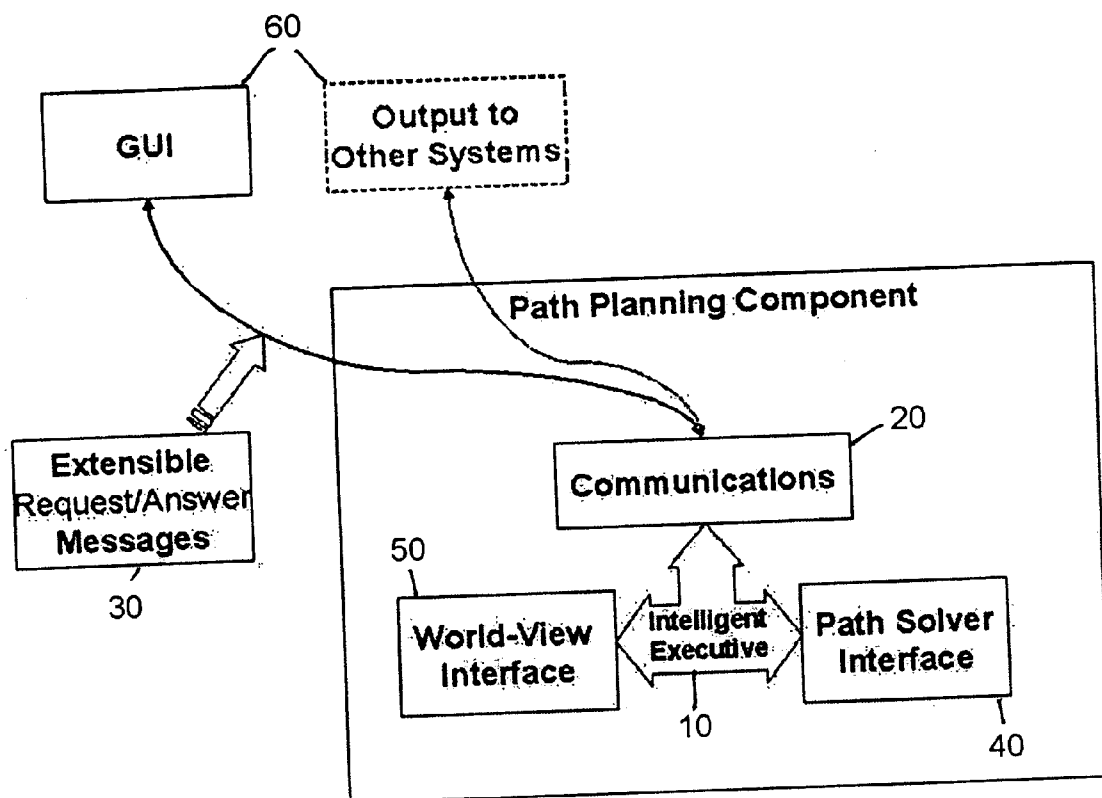 60
GUI
Output to
Other Systems
Path Planning Component
20
Communications
Extensible
Request/Answer
Messages
30
50
World-View
Interface
Intelligent
Executive
10
Path Solver
Interface
40